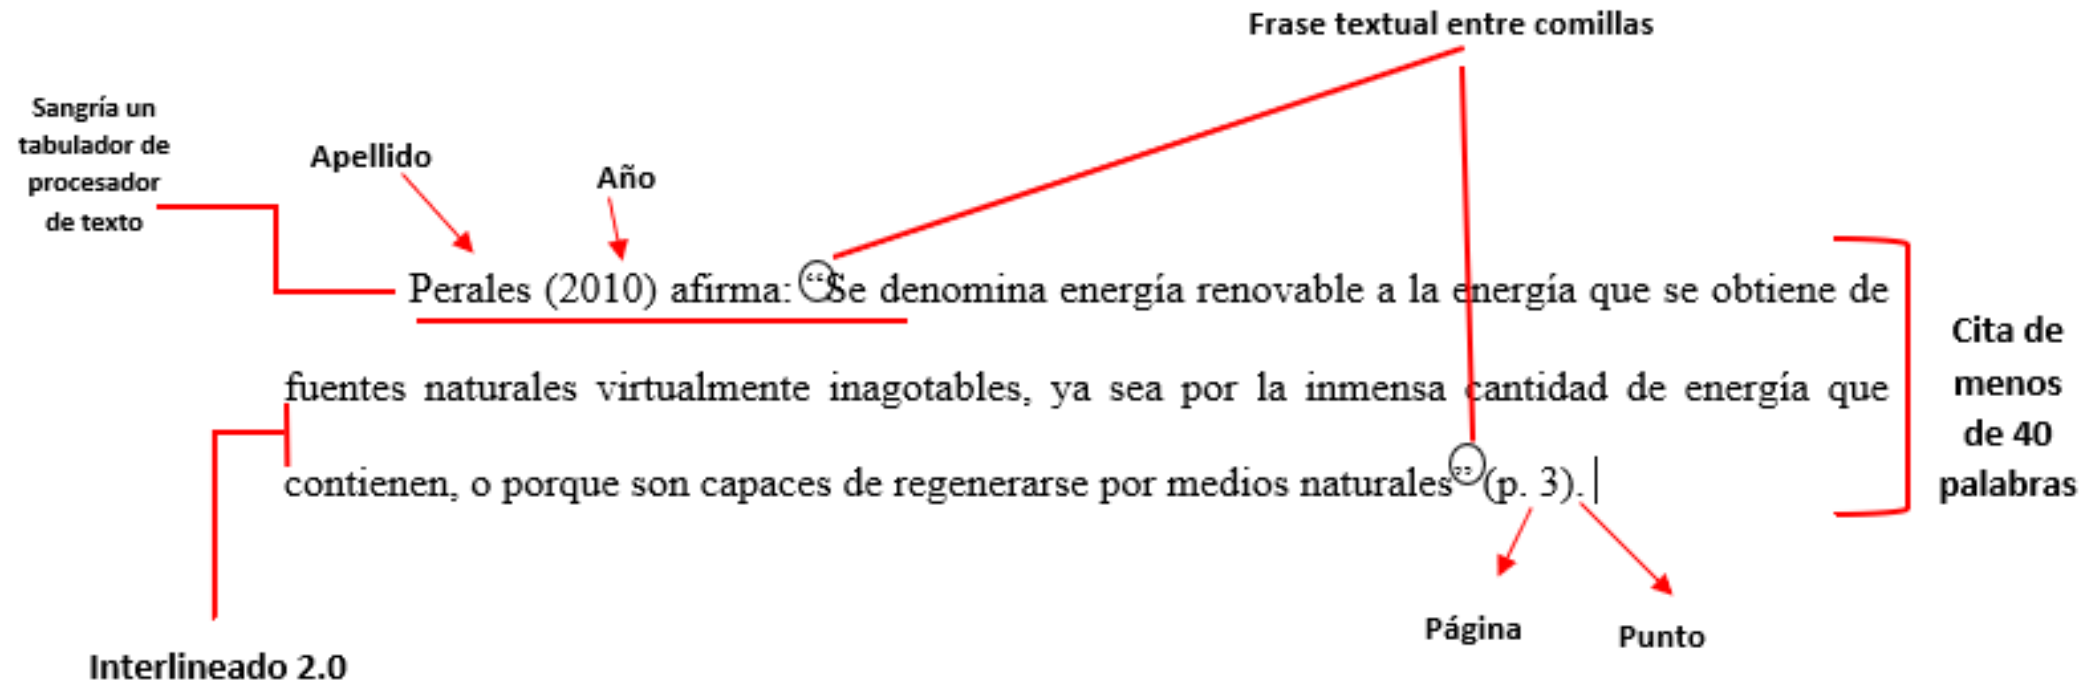 Frase textual entre comillas
Sangría un
tabulador de
procesador
de texto
Apellido
Año
Perales (2010) afirma: “Se denomina energía renovable a la energía que se obtiene de
fuentes naturales virtualmente inagotables, ya sea por la inmensa cantidad de energía que
contienen, o porque son capaces de regenerarse por medios naturales” (p. 3).
Cita de
menos
de 40
palabras
Página
Punto
Interlineado 2.0